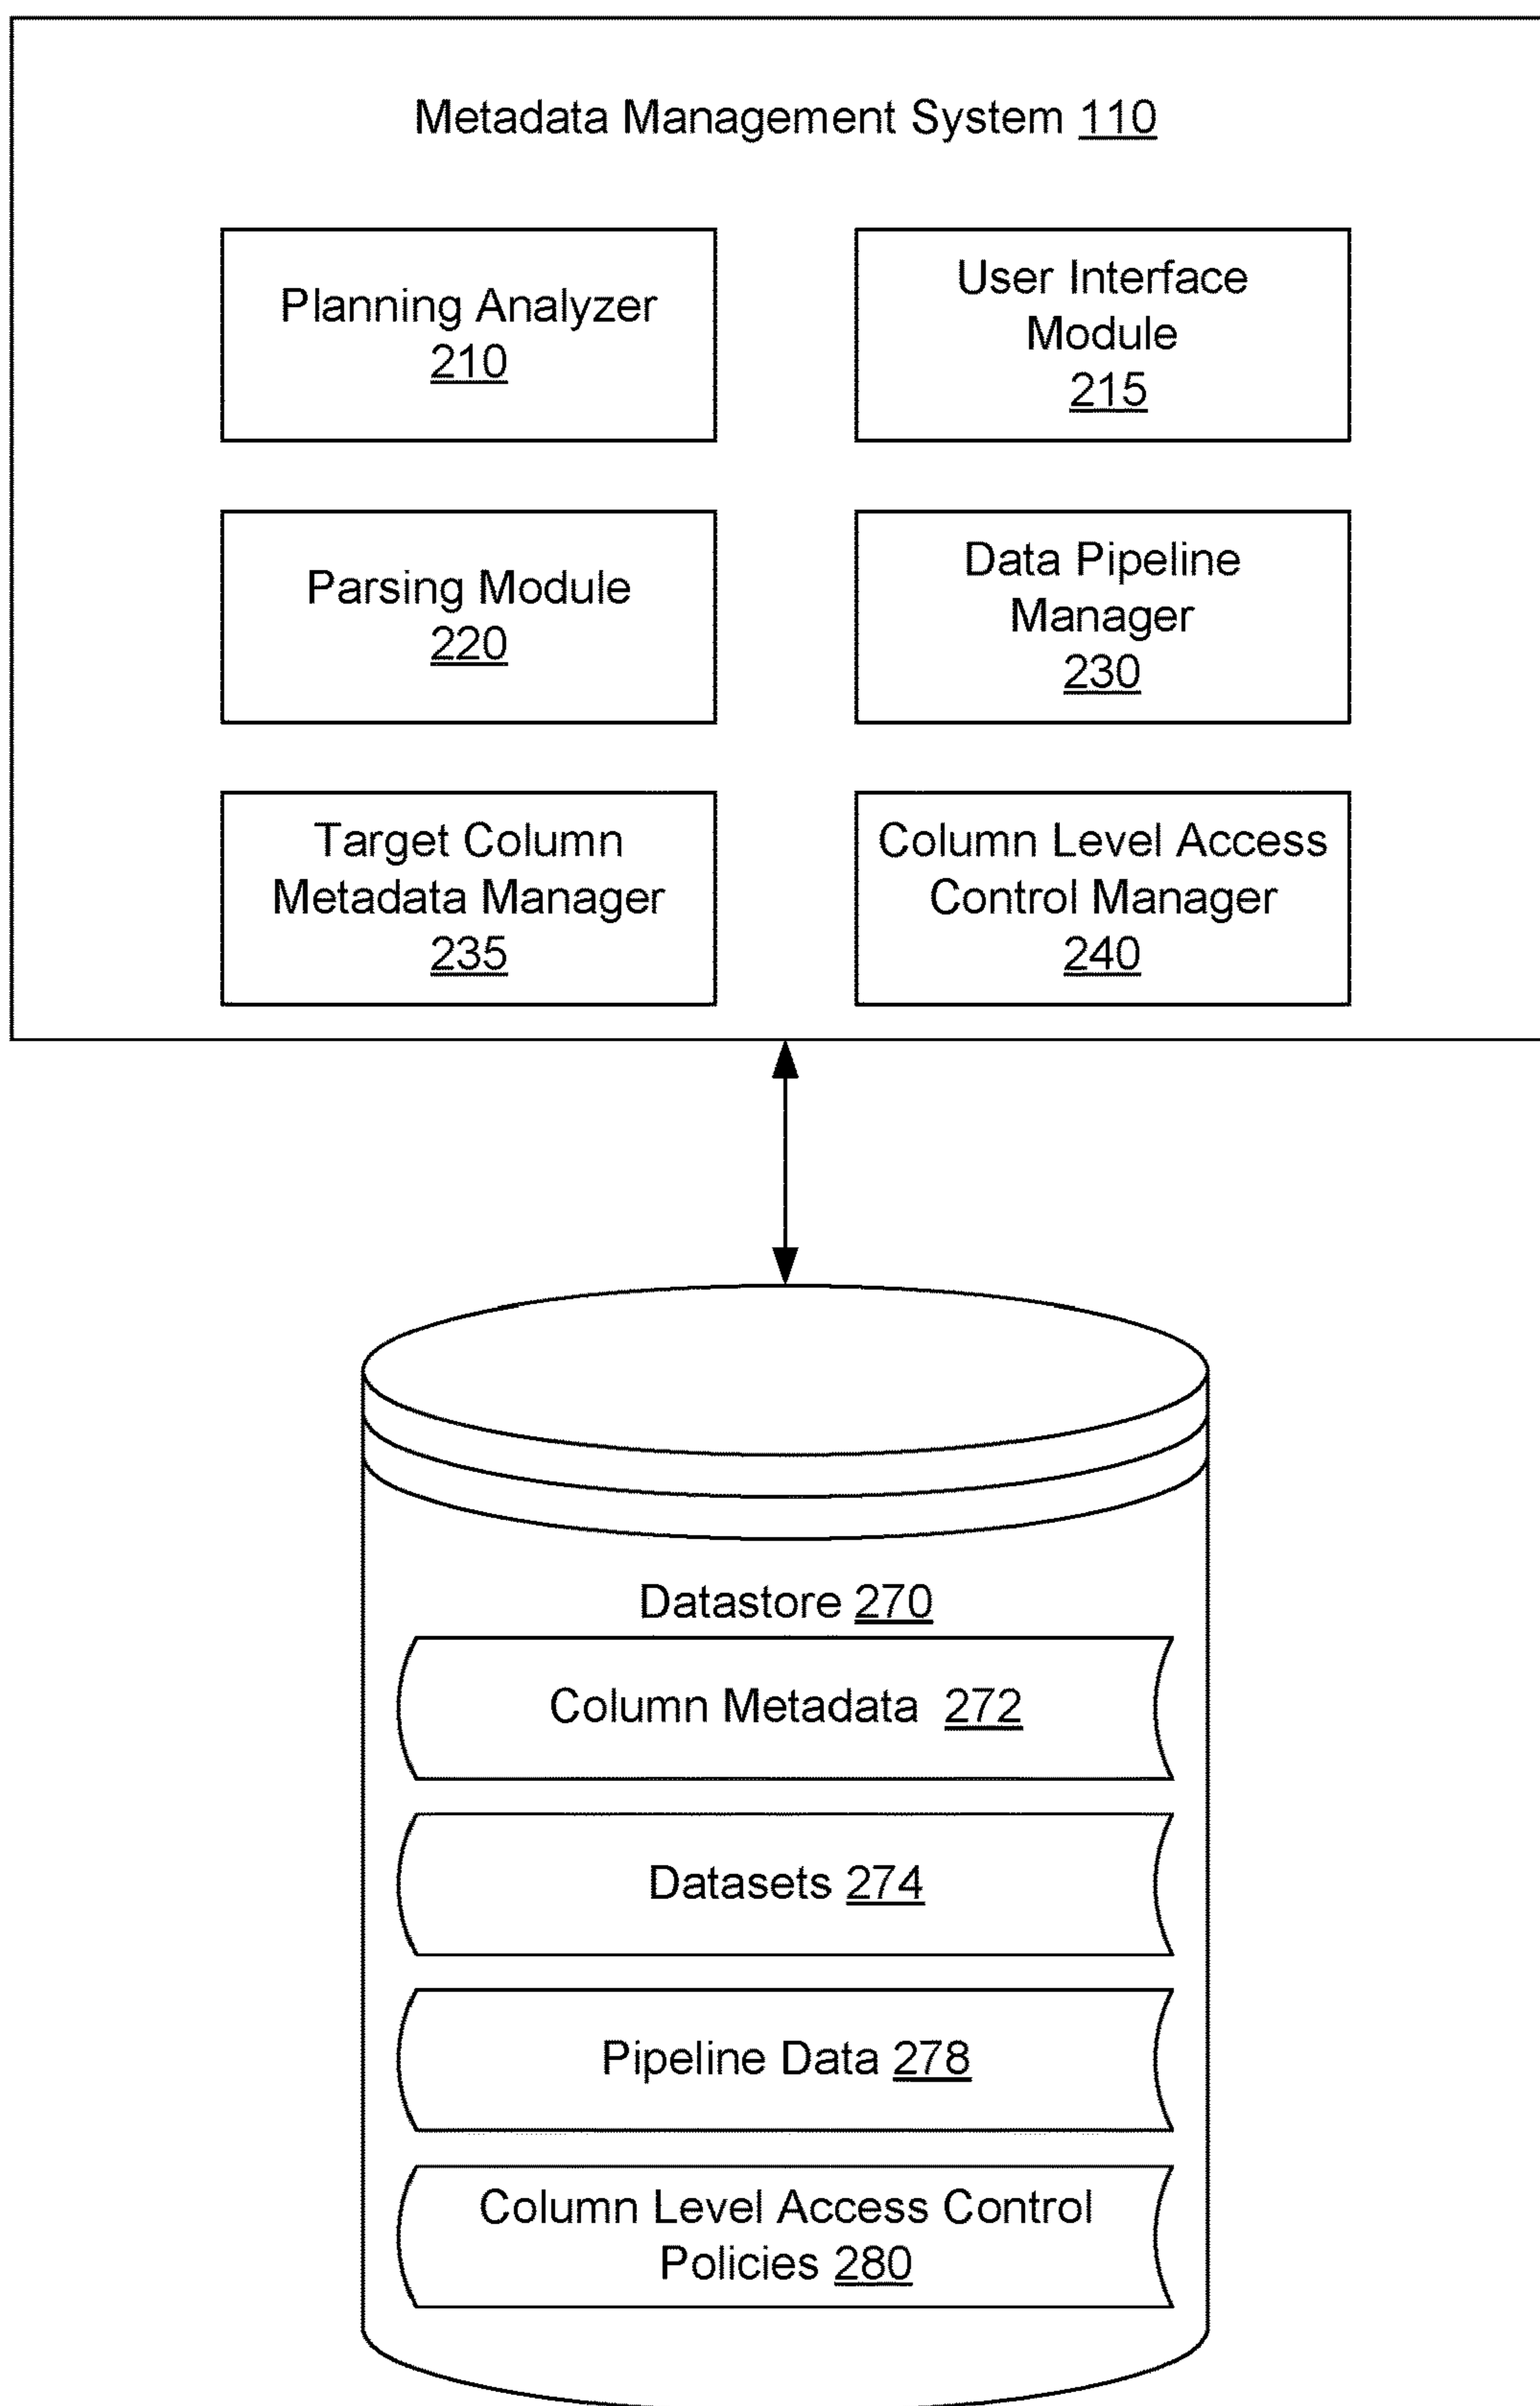 Metadata Management System 110
Planning Analyzer
210
User Interface
Module
215
Parsing Module
220
Data Pipeline
Manager
230
Target Column
Metadata Manager
235
Column Level Access
Control Manager
240
Datastore 270
Column Metadata 272
Datasets 274
Pipeline Data 278
Column Level Access Control
Policies 280